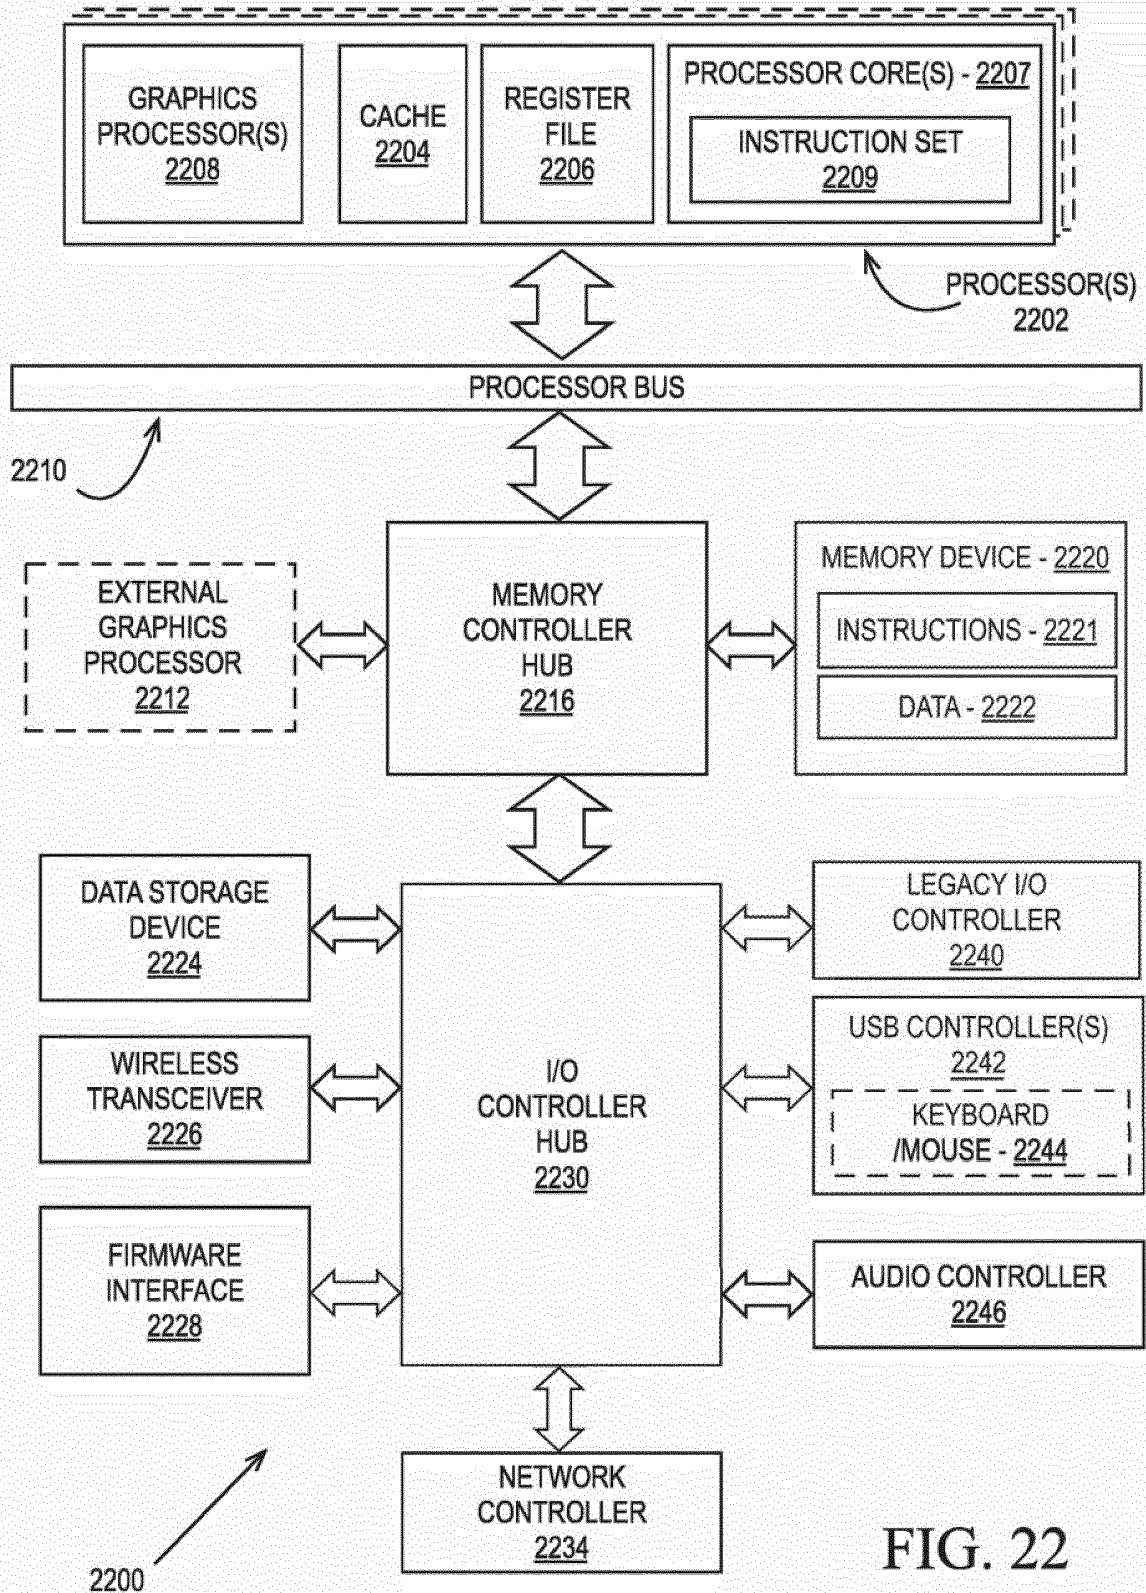 GRAPHICS
PROCESSOR(S)
2208
CACHE
2204
REGISTER
FILE
2206
PROCESSOR CORE(S) - 2207
INSTRUCTION SET
2209
PROCESSOR(S)
2202
PROCESSOR BUS
2210
EXTERNAL
GRAPHICS
PROCESSOR
2212
MEMORY
CONTROLLER
HUB
2216
MEMORY DEVICE - 2220
INSTRUCTIONS - 2221
DATA - 2222
DATA STORAGE
DEVICE
2224
WIRELESS
TRANSCEIVER
2226
FIRMWARE
INTERFACE
2228
I/O
CONTROLLER
HUB
2230
LEGACY I/O
CONTROLLER
2240
USB CONTROLLER(S)
2242
KEYBOARD
/MOUSE - 2244
AUDIO CONTROLLER
2246
NETWORK
CONTROLLER
2234
2200
FIG. 22